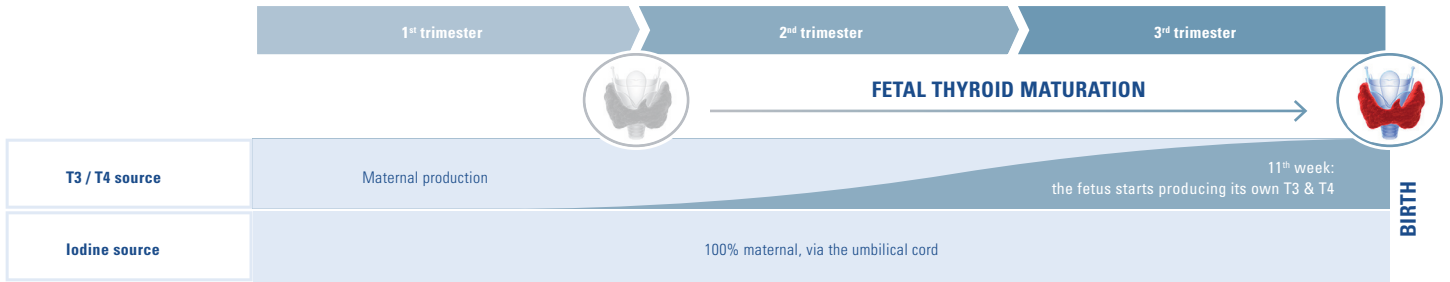 1st trimester
2nd trimester
3rd trimester
FETAL THYROID MATURATION
T3 / T4 source
Maternal production
11th week:
the fetus starts producing its own T3 & T4
Iodine source
100% maternal, via the umbilical cord
BIRTH